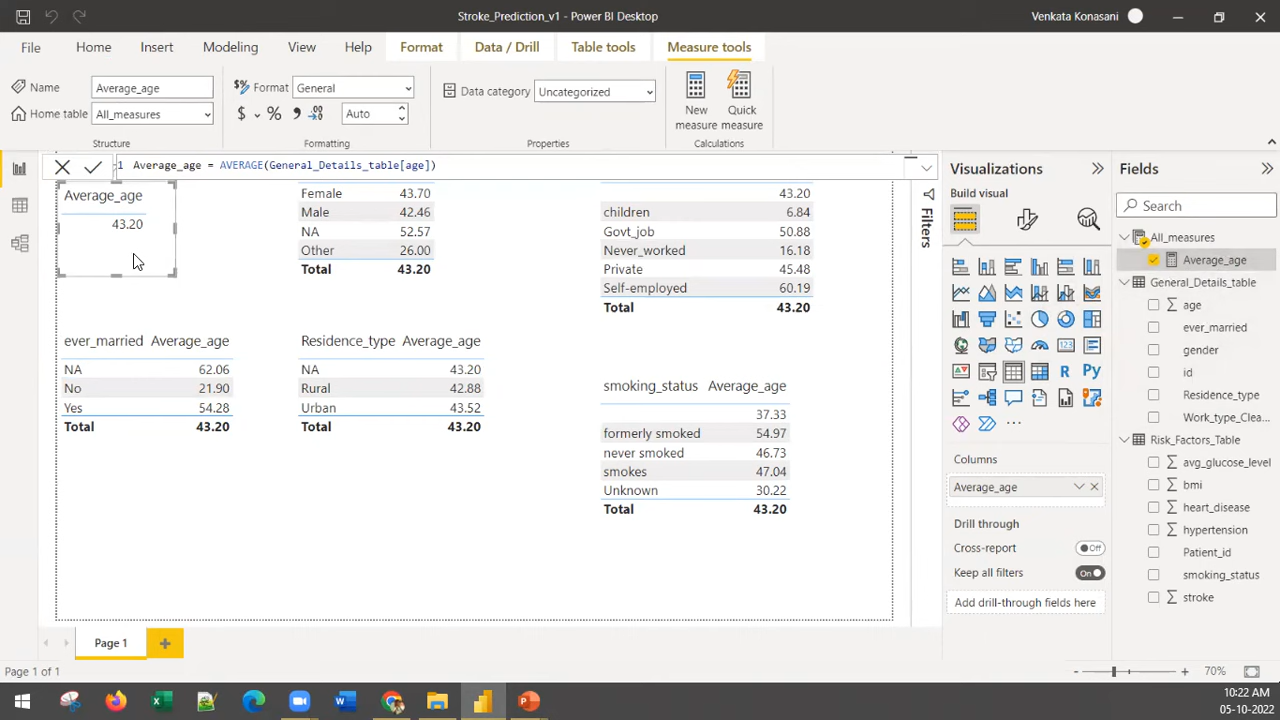 Stroke_Prediction_v1 - Power BI Desktop
Venkata Konasani
File
Home
Insert
Modeling
View
Help
Format
Data / Drill
Table tools
Measure tools
Name
Average_age
Format
General
Data category
Uncategorized
New measure
Quick measure
Home table
All_measures
$
%
Auto
Structure
Formatting
Properties
Calculations
1 Average_age = AVERAGE(General_Details_table[age])
Average_age
43.20
Female 43.70
Male 42.46
NA 52.57
Other 26.00
Total 43.20
43.20
children 6.84
Govt_job 50.88
Never_worked 16.18
Private 45.48
Self-employed 60.19
Total 43.20
ever_married Average_age
NA 62.06
No 21.90
Yes 54.28
Total 43.20
Residence_type Average_age
NA 43.20
Rural 42.88
Urban 43.52
Total 43.20
smoking_status Average_age
37.33
formerly smoked 54.97
never smoked 46.73
smokes 47.04
Unknown 30.22
Total 43.20
Filters
Visualizations
Build visual
123
R
Py
Columns
Average_age
Drill through
Cross-report
Off
Keep all filters
On
Add drill-through fields here
Fields
Search
All_measures
Average_age
General_Details_table
age
ever_married
gender
id
Residence_type
Work_type_Clea...
Risk_Factors_Table
avg_glucose_level
bmi
heart_disease
hypertension
Patient_id
smoking_status
stroke
Page 1
Page 1 of 1
70%
10:22 AM
05-10-2022